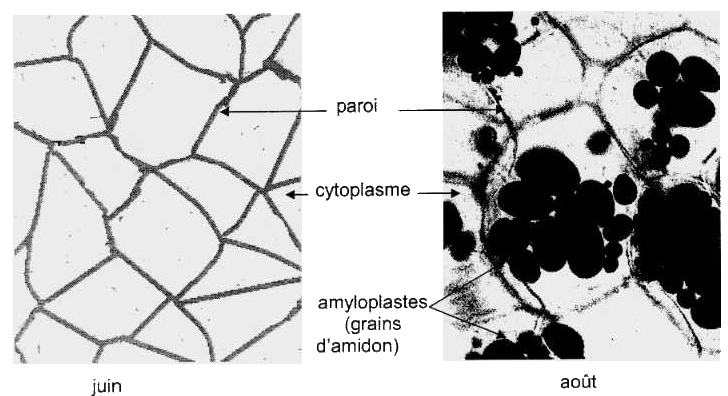 paroi
cytoplasme
amyloplastes
(grains
d'amidon)
juin
août